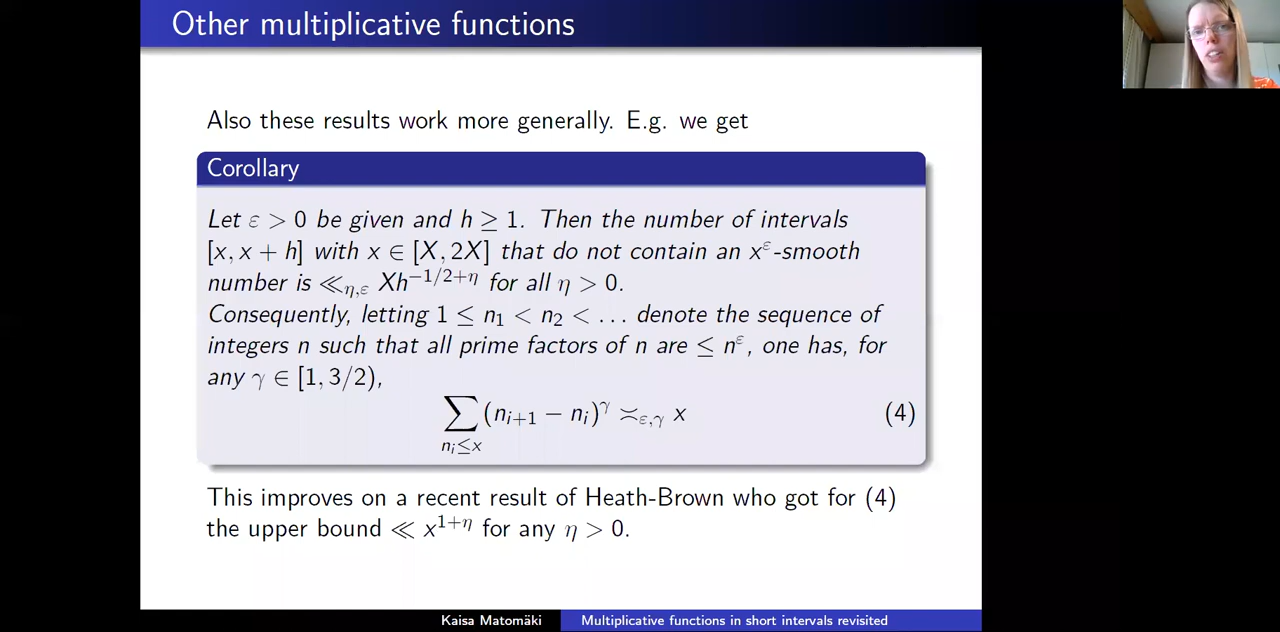 Other multiplicative functions
Also these results work more generally. E.g. we get
Corollary
Let ε > 0 be given and h ≥ 1. Then the number of intervals
[x, x + h] with x ∈ [X, 2X] that do not contain an x^ε-smooth
number is ≪_{η,ε} Xh^{−1/2+η} for all η > 0.
Consequently, letting 1 ≤ n₁ < n₂ < … denote the sequence of
integers n such that all prime factors of n are ≤ n^ε, one has, for
any γ ∈ [1, 3/2),
∑_{n_i≤x} (n_{i+1} − n_i)^γ ≍_{ε,γ} x (4)
This improves on a recent result of Heath-Brown who got for (4)
the upper bound ≪ x^{1+η} for any η > 0.
Kaisa Matomäki Multiplicative functions in short intervals revisited